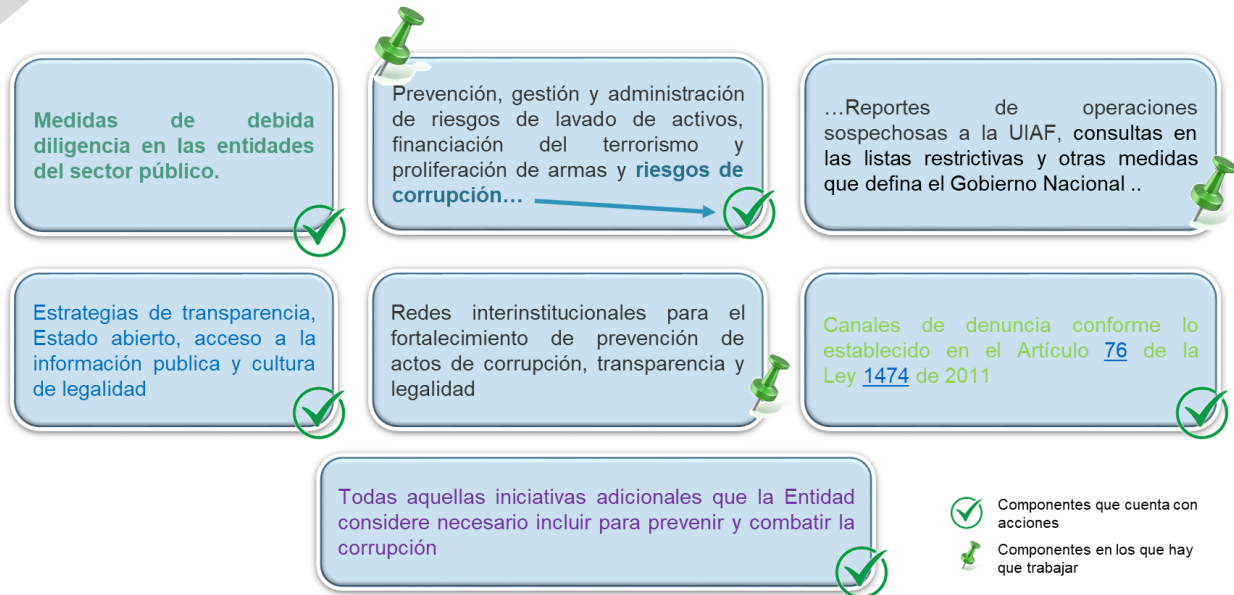 Medidas de debida
diligencia en las entidades
del sector público.
Prevención, gestión y administración
de riesgos de lavado de activos,
financiación del terrorismo y
proliferación de armas y riesgos de
corrupción…
…Reportes de operaciones
sospechosas a la UIAF, consultas en
las listas restrictivas y otras medidas
que defina el Gobierno Nacional ..
Estrategias de transparencia,
Estado abierto, acceso a la
información publica y cultura
de legalidad
Redes interinstitucionales para el
fortalecimiento de prevención de
actos de corrupción, transparencia y
legalidad
Canales de denuncia conforme lo
establecido en el Artículo 76 de la
Ley 1474 de 2011
Todas aquellas iniciativas adicionales que la Entidad
considere necesario incluir para prevenir y combatir la
corrupción
Componentes que cuenta con
acciones
Componentes en los que hay
que trabajar